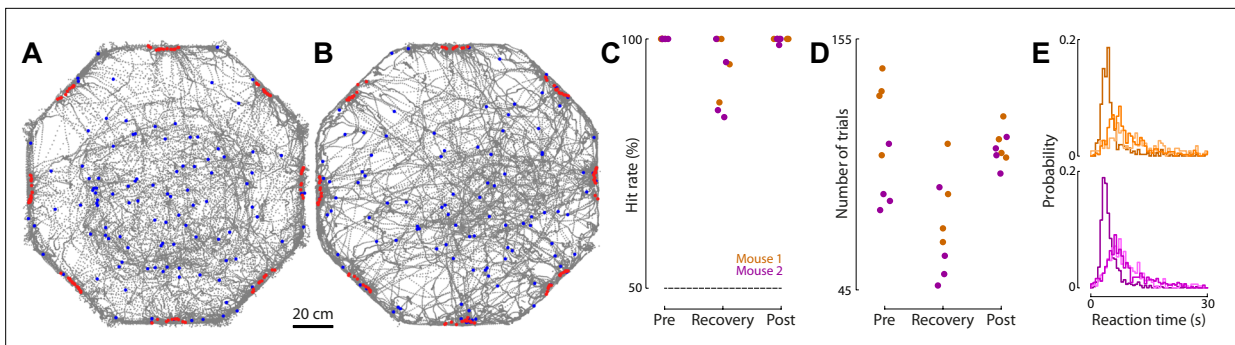 A
B
20 cm
C
100
Hit rate (%)
50
Mouse 1
Mouse 2
Pre Recovery Post
D
155
Number of trials
45
Pre Recovery Post
E
0.2
0
0.2
0
Probability
0 30
Reaction time (s)